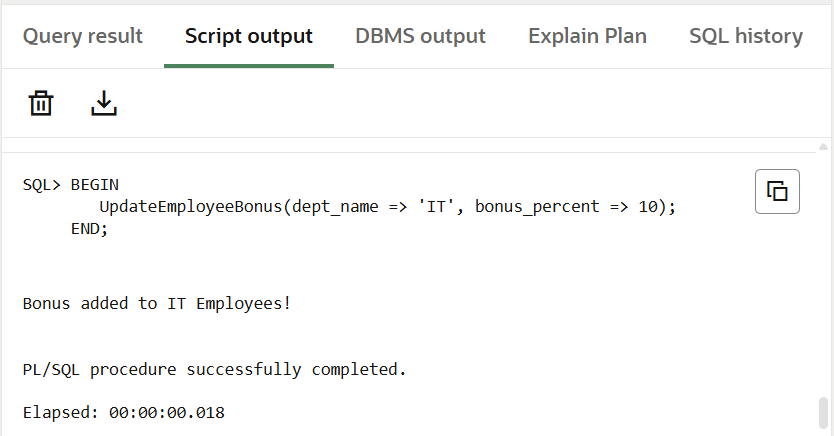 Query result Script output DBMS output Explain Plan SQL history
SQL> BEGIN
UpdateEmployeeBonus(dept_name => 'IT', bonus_percent => 10);
END;
Bonus added to IT Employees!
PL/SQL procedure successfully completed.
Elapsed: 00:00:00.018